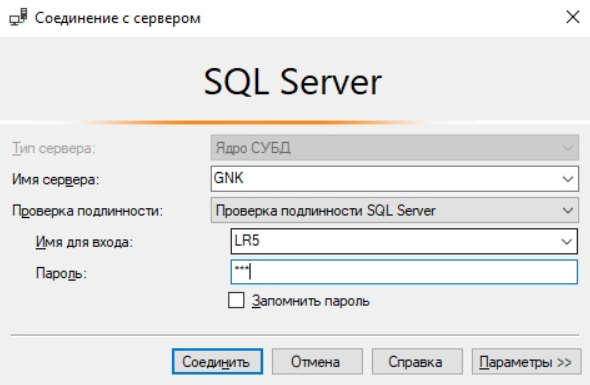 Соединение с сервером
SQL Server
Тип сервера: Ядро СУБД
Имя сервера: GNK
Проверка подлинности: Проверка подлинности SQL Server
Имя для входа: LR5
Пароль: ***
Запомнить пароль
Соединить Отмена Справка Параметры >>